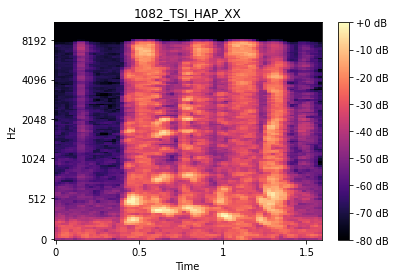 1082_TSI_HAP_XX
+0 dB
8192
-10 dB
4096
-20 dB
-30 dB
2048
Hz
-40 dB
1024
-50 dB
512
-60 dB
-70 dB
0
-80 dB
0
0.5
1
1.5
Time